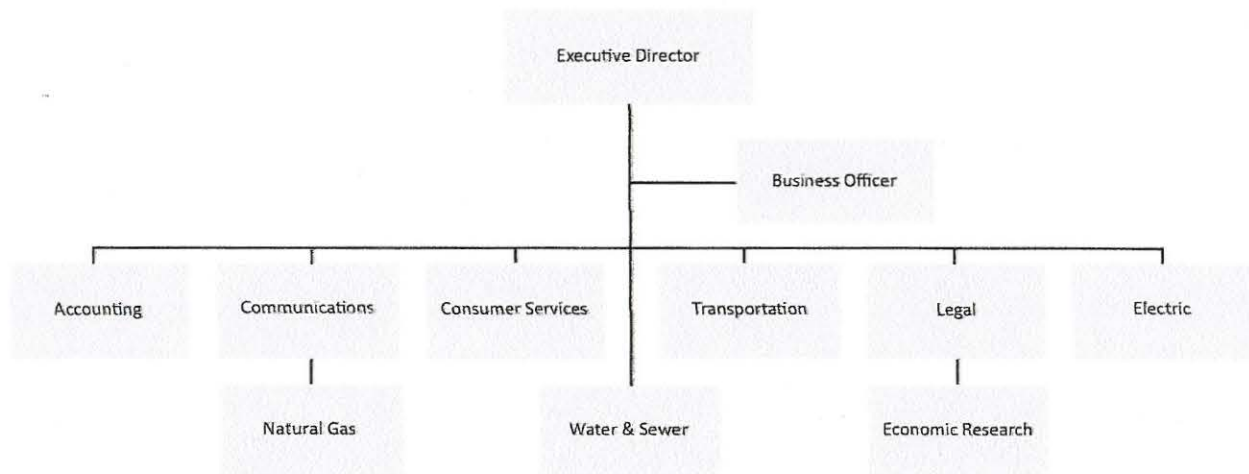 Executive Director
Business Officer
Accounting
Communications
Consumer Services
Transportation
Legal
Electric
Natural Gas
Water & Sewer
Economic Research